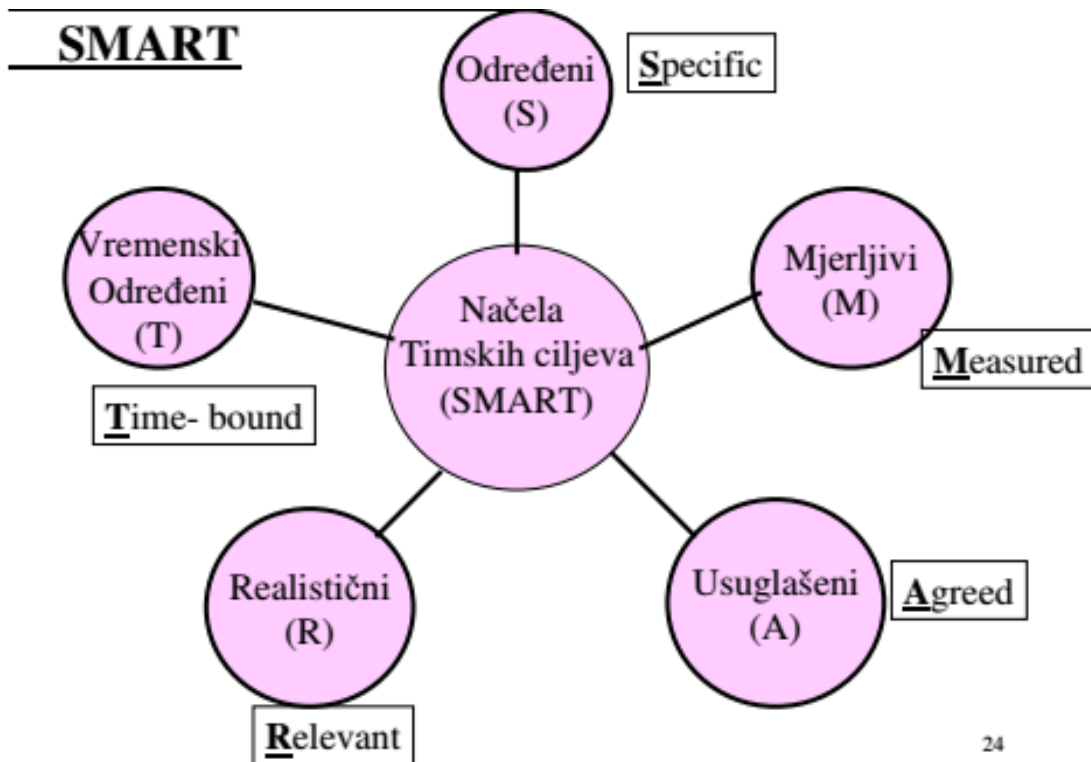 SMART
Određeni
(S)
Specific
Vremenski
Određeni
(T)
Time- bound
Mjerljivi
(M)
Measured
Načela
Timskih ciljeva
(SMART)
Realistični
(R)
Relevant
Usuglašeni
(A)
Agreed
24